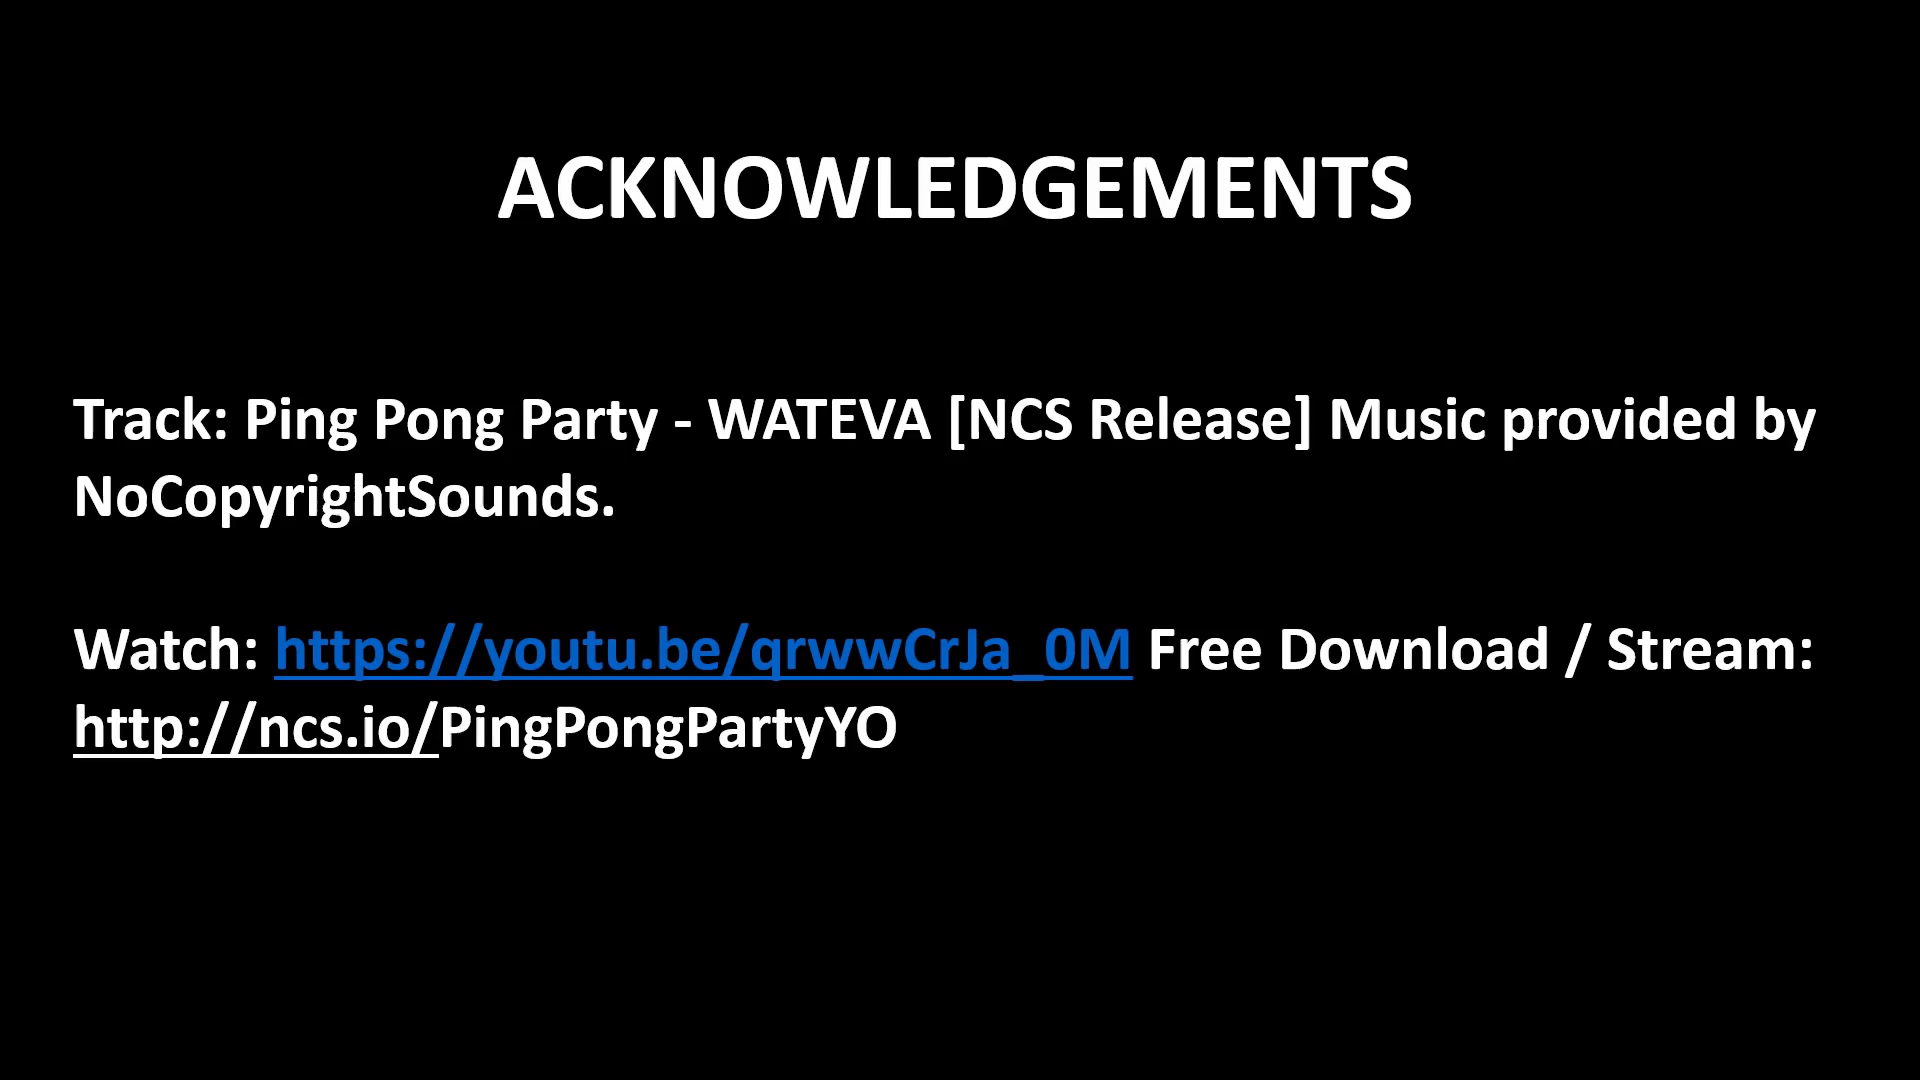 ACKNOWLEDGEMENTS
Track: Ping Pong Party - WATEVA [NCS Release] Music provided by
NoCopyrightSounds.
Watch: https://youtu.be/qrwwCrJa_0M Free Download / Stream:
http://ncs.io/PingPongPartyYO